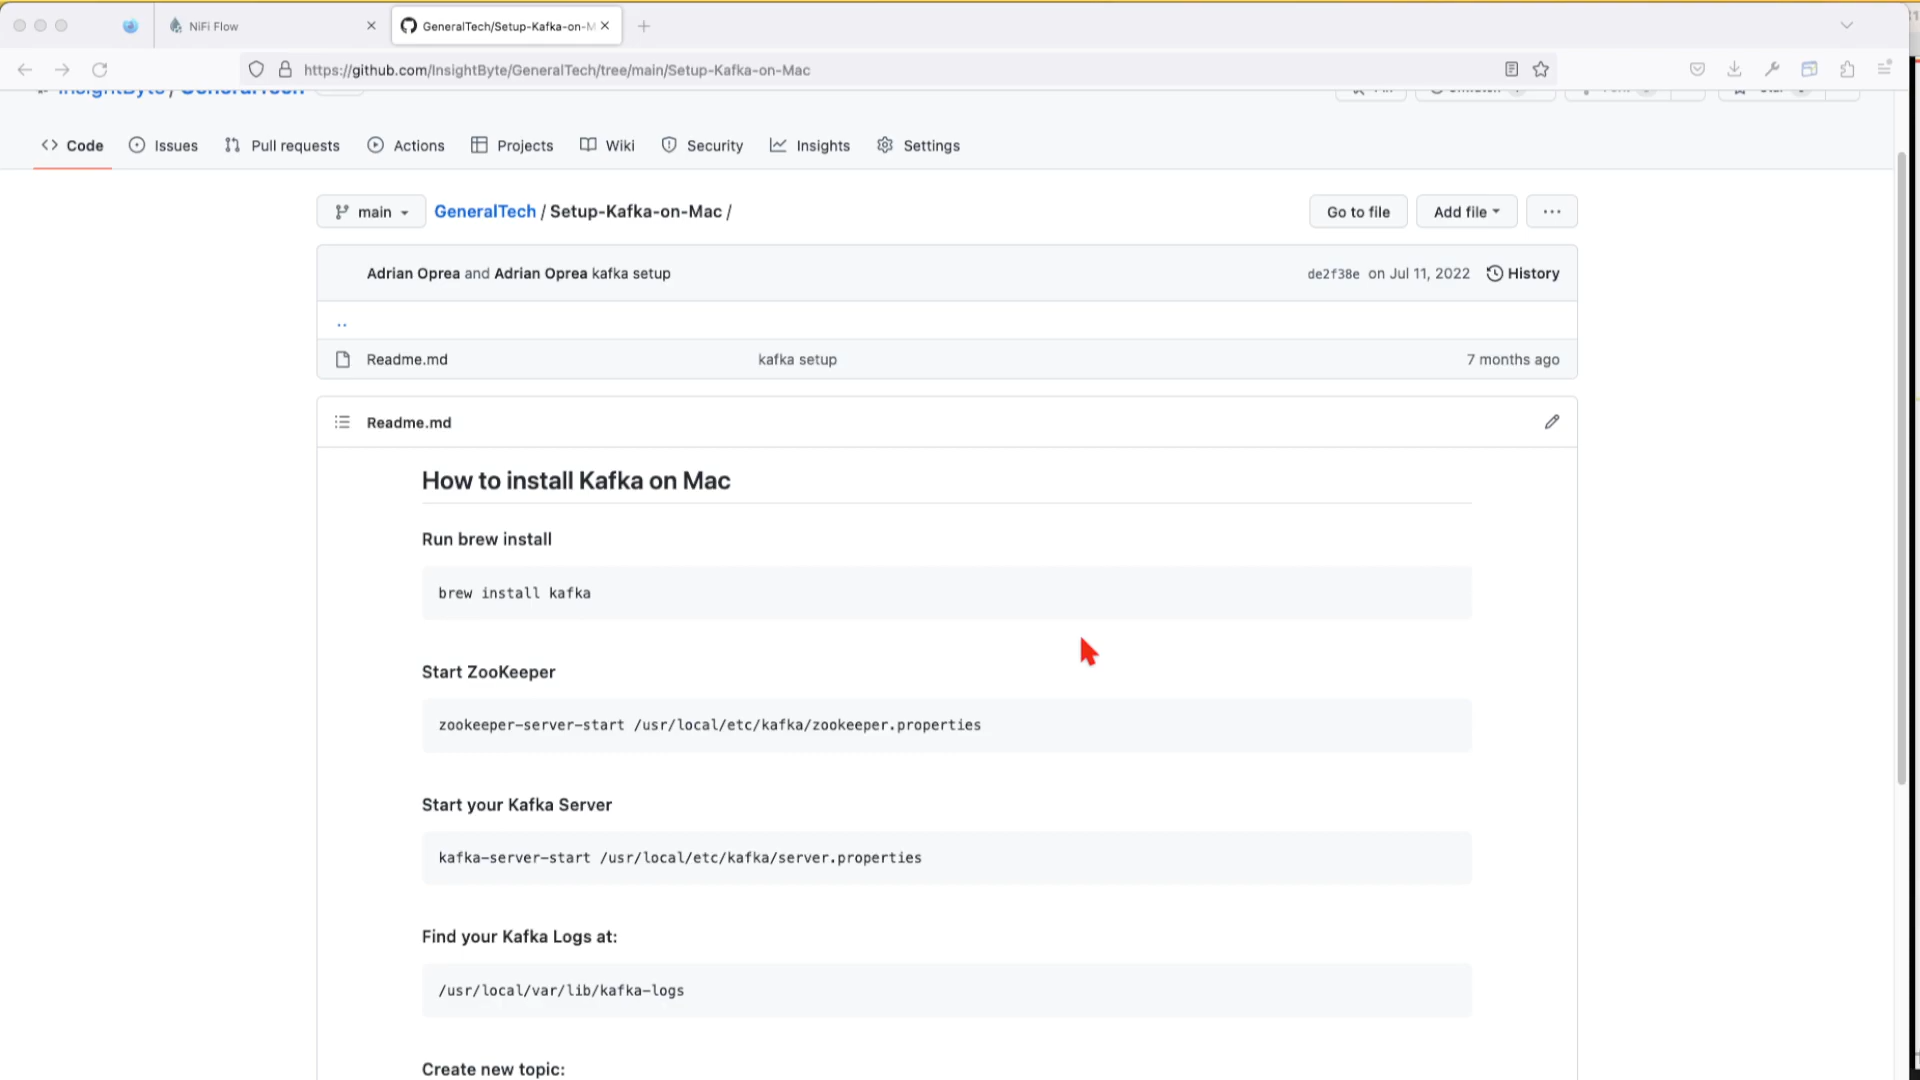 NiFi Flow
GeneralTech/Setup-Kafka-on-M
https://github.com/InsightByte/GeneralTech/tree/main/Setup-Kafka-on-Mac
InsightByte / GeneralTech
Code Issues Pull requests Actions Projects Wiki Security Insights Settings
main GeneralTech / Setup-Kafka-on-Mac / Go to file Add file ...
Adrian Oprea and Adrian Oprea kafka setup de2f38e on Jul 11, 2022 History
..
Readme.md kafka setup 7 months ago
Readme.md
How to install Kafka on Mac
Run brew install
brew install kafka
Start ZooKeeper
zookeeper-server-start /usr/local/etc/kafka/zookeeper.properties
Start your Kafka Server
kafka-server-start /usr/local/etc/kafka/server.properties
Find your Kafka Logs at:
/usr/local/var/lib/kafka-logs
Create new topic: